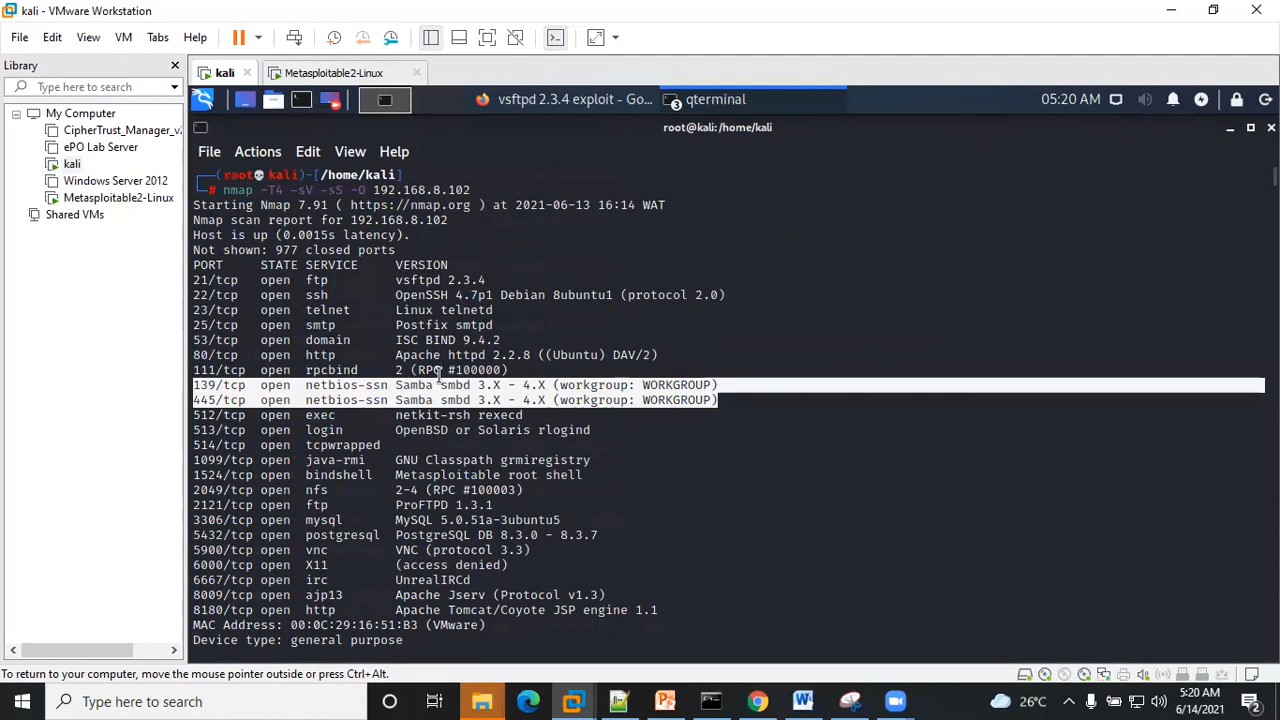 kali - VMware Workstation
File Edit View VM Tabs Help
Library
Type here to search
My Computer
CipherTrust_Manager_v
ePO Lab Server
kali
Windows Server 2012
Metasploitable2-Linux
Shared VMs
kali
Metasploitable2-Linux
vsftpd 2.3.4 exploit - Go...
3 qterminal
05:20 AM
root@kali:/home/kali
File Actions Edit View Help
(root kali)-[/home/kali]
# nmap -T4 -sV -sS -O 192.168.8.102
Starting Nmap 7.91 ( https://nmap.org ) at 2021-06-13 16:14 WAT
Nmap scan report for 192.168.8.102
Host is up (0.0015s latency).
Not shown: 977 closed ports
PORT STATE SERVICE VERSION
21/tcp open ftp vsftpd 2.3.4
22/tcp open ssh OpenSSH 4.7p1 Debian 8ubuntu1 (protocol 2.0)
23/tcp open telnet Linux telnetd
25/tcp open smtp Postfix smtpd
53/tcp open domain ISC BIND 9.4.2
80/tcp open http Apache httpd 2.2.8 ((Ubuntu) DAV/2)
111/tcp open rpcbind 2 (RPC #100000)
139/tcp open netbios-ssn Samba smbd 3.X - 4.X (workgroup: WORKGROUP)
445/tcp open netbios-ssn Samba smbd 3.X - 4.X (workgroup: WORKGROUP)
512/tcp open exec netkit-rsh rexecd
513/tcp open login OpenBSD or Solaris rlogind
514/tcp open tcpwrapped
1099/tcp open java-rmi GNU Classpath grmiregistry
1524/tcp open bindshell Metasploitable root shell
2049/tcp open nfs 2-4 (RPC #100003)
2121/tcp open ftp ProFTPD 1.3.1
3306/tcp open mysql MySQL 5.0.51a-3ubuntu5
5432/tcp open postgresql PostgreSQL DB 8.3.0 - 8.3.7
5900/tcp open vnc VNC (protocol 3.3)
6000/tcp open X11 (access denied)
6667/tcp open irc UnrealIRCd
8009/tcp open ajp13 Apache Jserv (Protocol v1.3)
8180/tcp open http Apache Tomcat/Coyote JSP engine 1.1
MAC Address: 00:0C:29:16:51:B3 (VMware)
Device type: general purpose
To return to your computer, move the mouse pointer outside or press Ctrl+Alt.
Type here to search
26°C
5:20 AM
6/14/2021
2